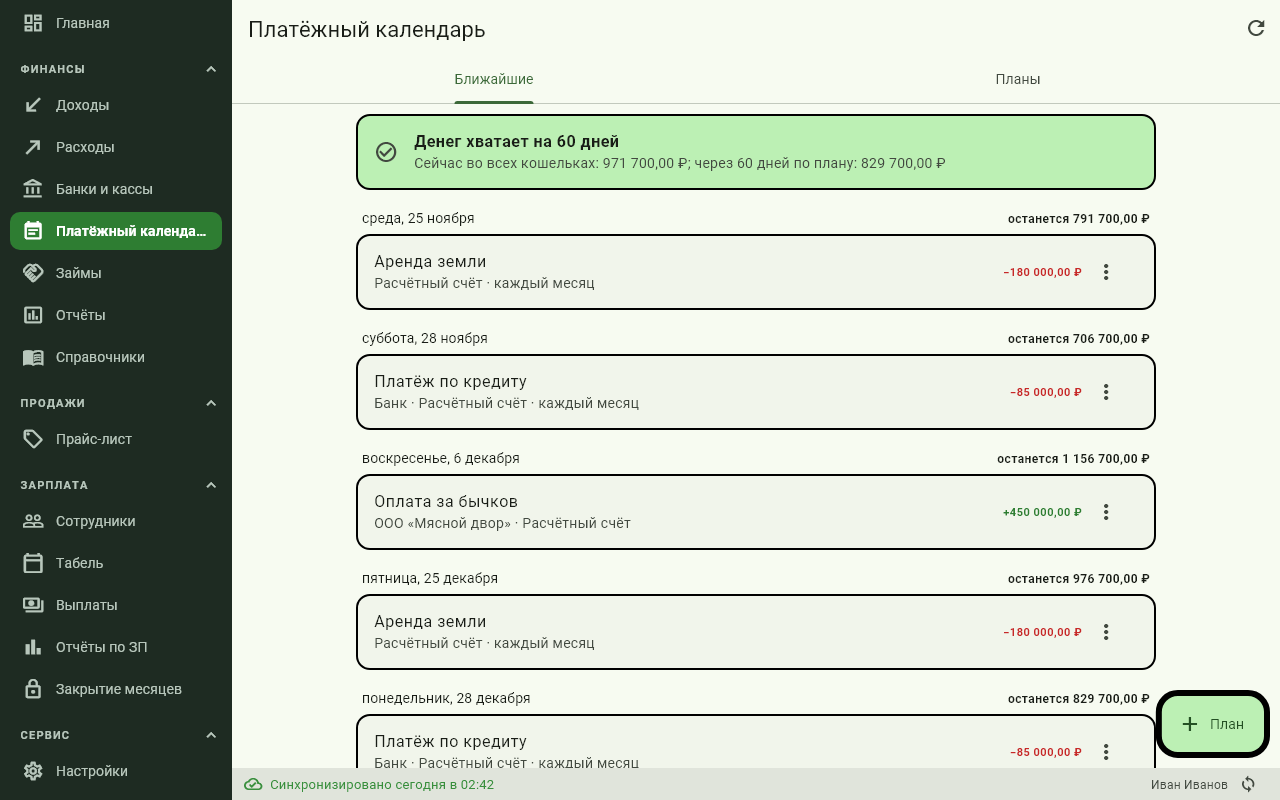 Главная
ФИНАНСЫ
Доходы
Расходы
Банки и кассы
Платёжный календа…
Займы
Отчёты
Справочники
ПРОДАЖИ
Прайс-лист
ЗАРПЛАТА
Сотрудники
Табель
Выплаты
Отчёты по ЗП
Закрытие месяцев
СЕРВИС
Настройки
Платёжный календарь
Ближайшие Планы
Денег хватает на 60 дней
Сейчас во всех кошельках: 971 700,00 ₽; через 60 дней по плану: 829 700,00 ₽
среда, 25 ноября останется 791 700,00 ₽
Аренда земли
Расчётный счёт · каждый месяц
−180 000,00 ₽
суббота, 28 ноября останется 706 700,00 ₽
Платёж по кредиту
Банк · Расчётный счёт · каждый месяц
−85 000,00 ₽
воскресенье, 6 декабря останется 1 156 700,00 ₽
Оплата за бычков
ООО «Мясной двор» · Расчётный счёт
+450 000,00 ₽
пятница, 25 декабря останется 976 700,00 ₽
Аренда земли
Расчётный счёт · каждый месяц
−180 000,00 ₽
понедельник, 28 декабря останется 829 700,00 ₽
Платёж по кредиту
Банк · Расчётный счёт · каждый месяц
−85 000,00 ₽
План
Синхронизировано сегодня в 02:42
Иван Иванов